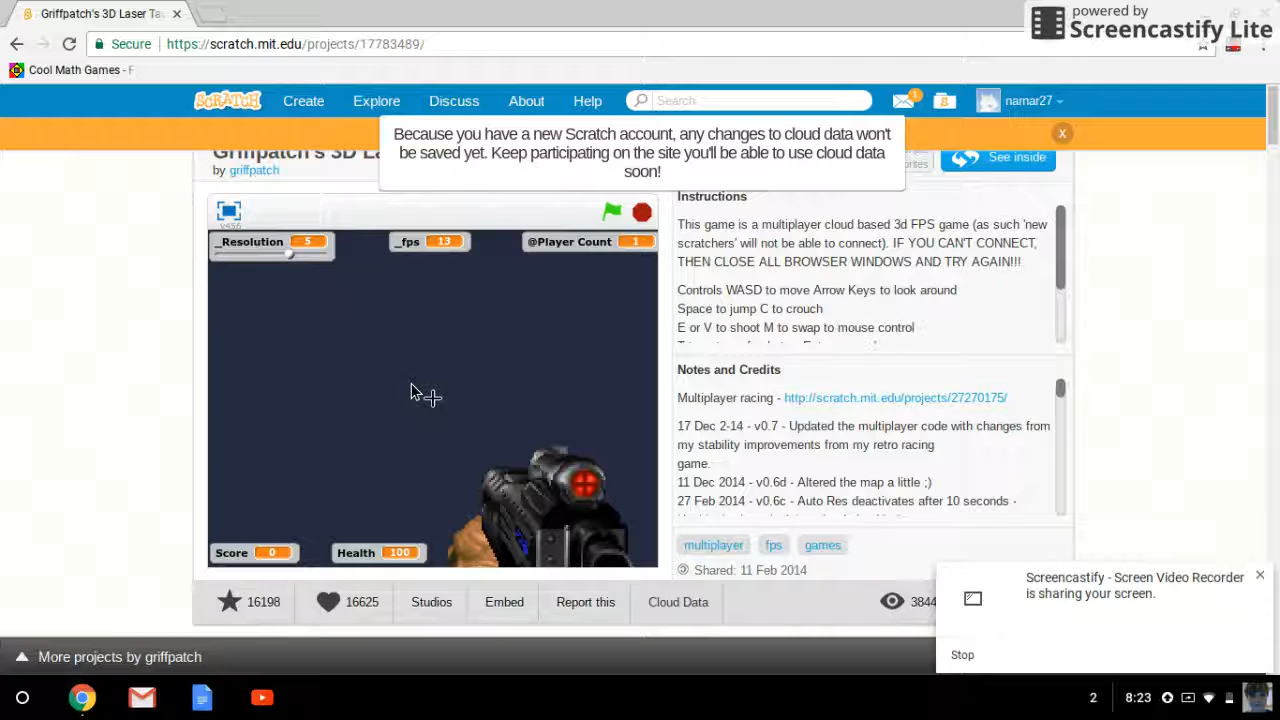 Griffpatch's 3D Laser Ta
powered by
Screencastify Lite
Secure
https://scratch.mit.edu/projects/17783489/
Cool Math Games - F
SCRATCH
Create
Explore
Discuss
About
Help
Search
1
namar27
Because you have a new Scratch account, any changes to cloud data won't
be saved yet. Keep participating on the site you'll be able to use cloud data
soon!
X
Griffpatch's 3D L
by griffpatch
See inside
v456
_Resolution 5
_fps 13
@Player Count 1
Score 0
Health 100
Instructions
This game is a multiplayer cloud based 3d FPS game (as such 'new
scratchers' will not be able to connect). IF YOU CAN'T CONNECT,
THEN CLOSE ALL BROWSER WINDOWS AND TRY AGAIN!!!
Controls WASD to move Arrow Keys to look around
Space to jump C to crouch
E or V to shoot M to swap to mouse control
Notes and Credits
Multiplayer racing - http://scratch.mit.edu/projects/27270175/
17 Dec 2-14 - v0.7 - Updated the multiplayer code with changes from
my stability improvements from my retro racing
game.
11 Dec 2014 - v0.6d - Altered the map a little ;)
27 Feb 2014 - v0.6c - Auto Res deactivates after 10 seconds -
multiplayer
fps
games
Shared: 11 Feb 2014
16198
16625
Studios
Embed
Report this
Cloud Data
3844
Screencastify - Screen Video Recorder
is sharing your screen.
Stop
More projects by griffpatch
2
8:23